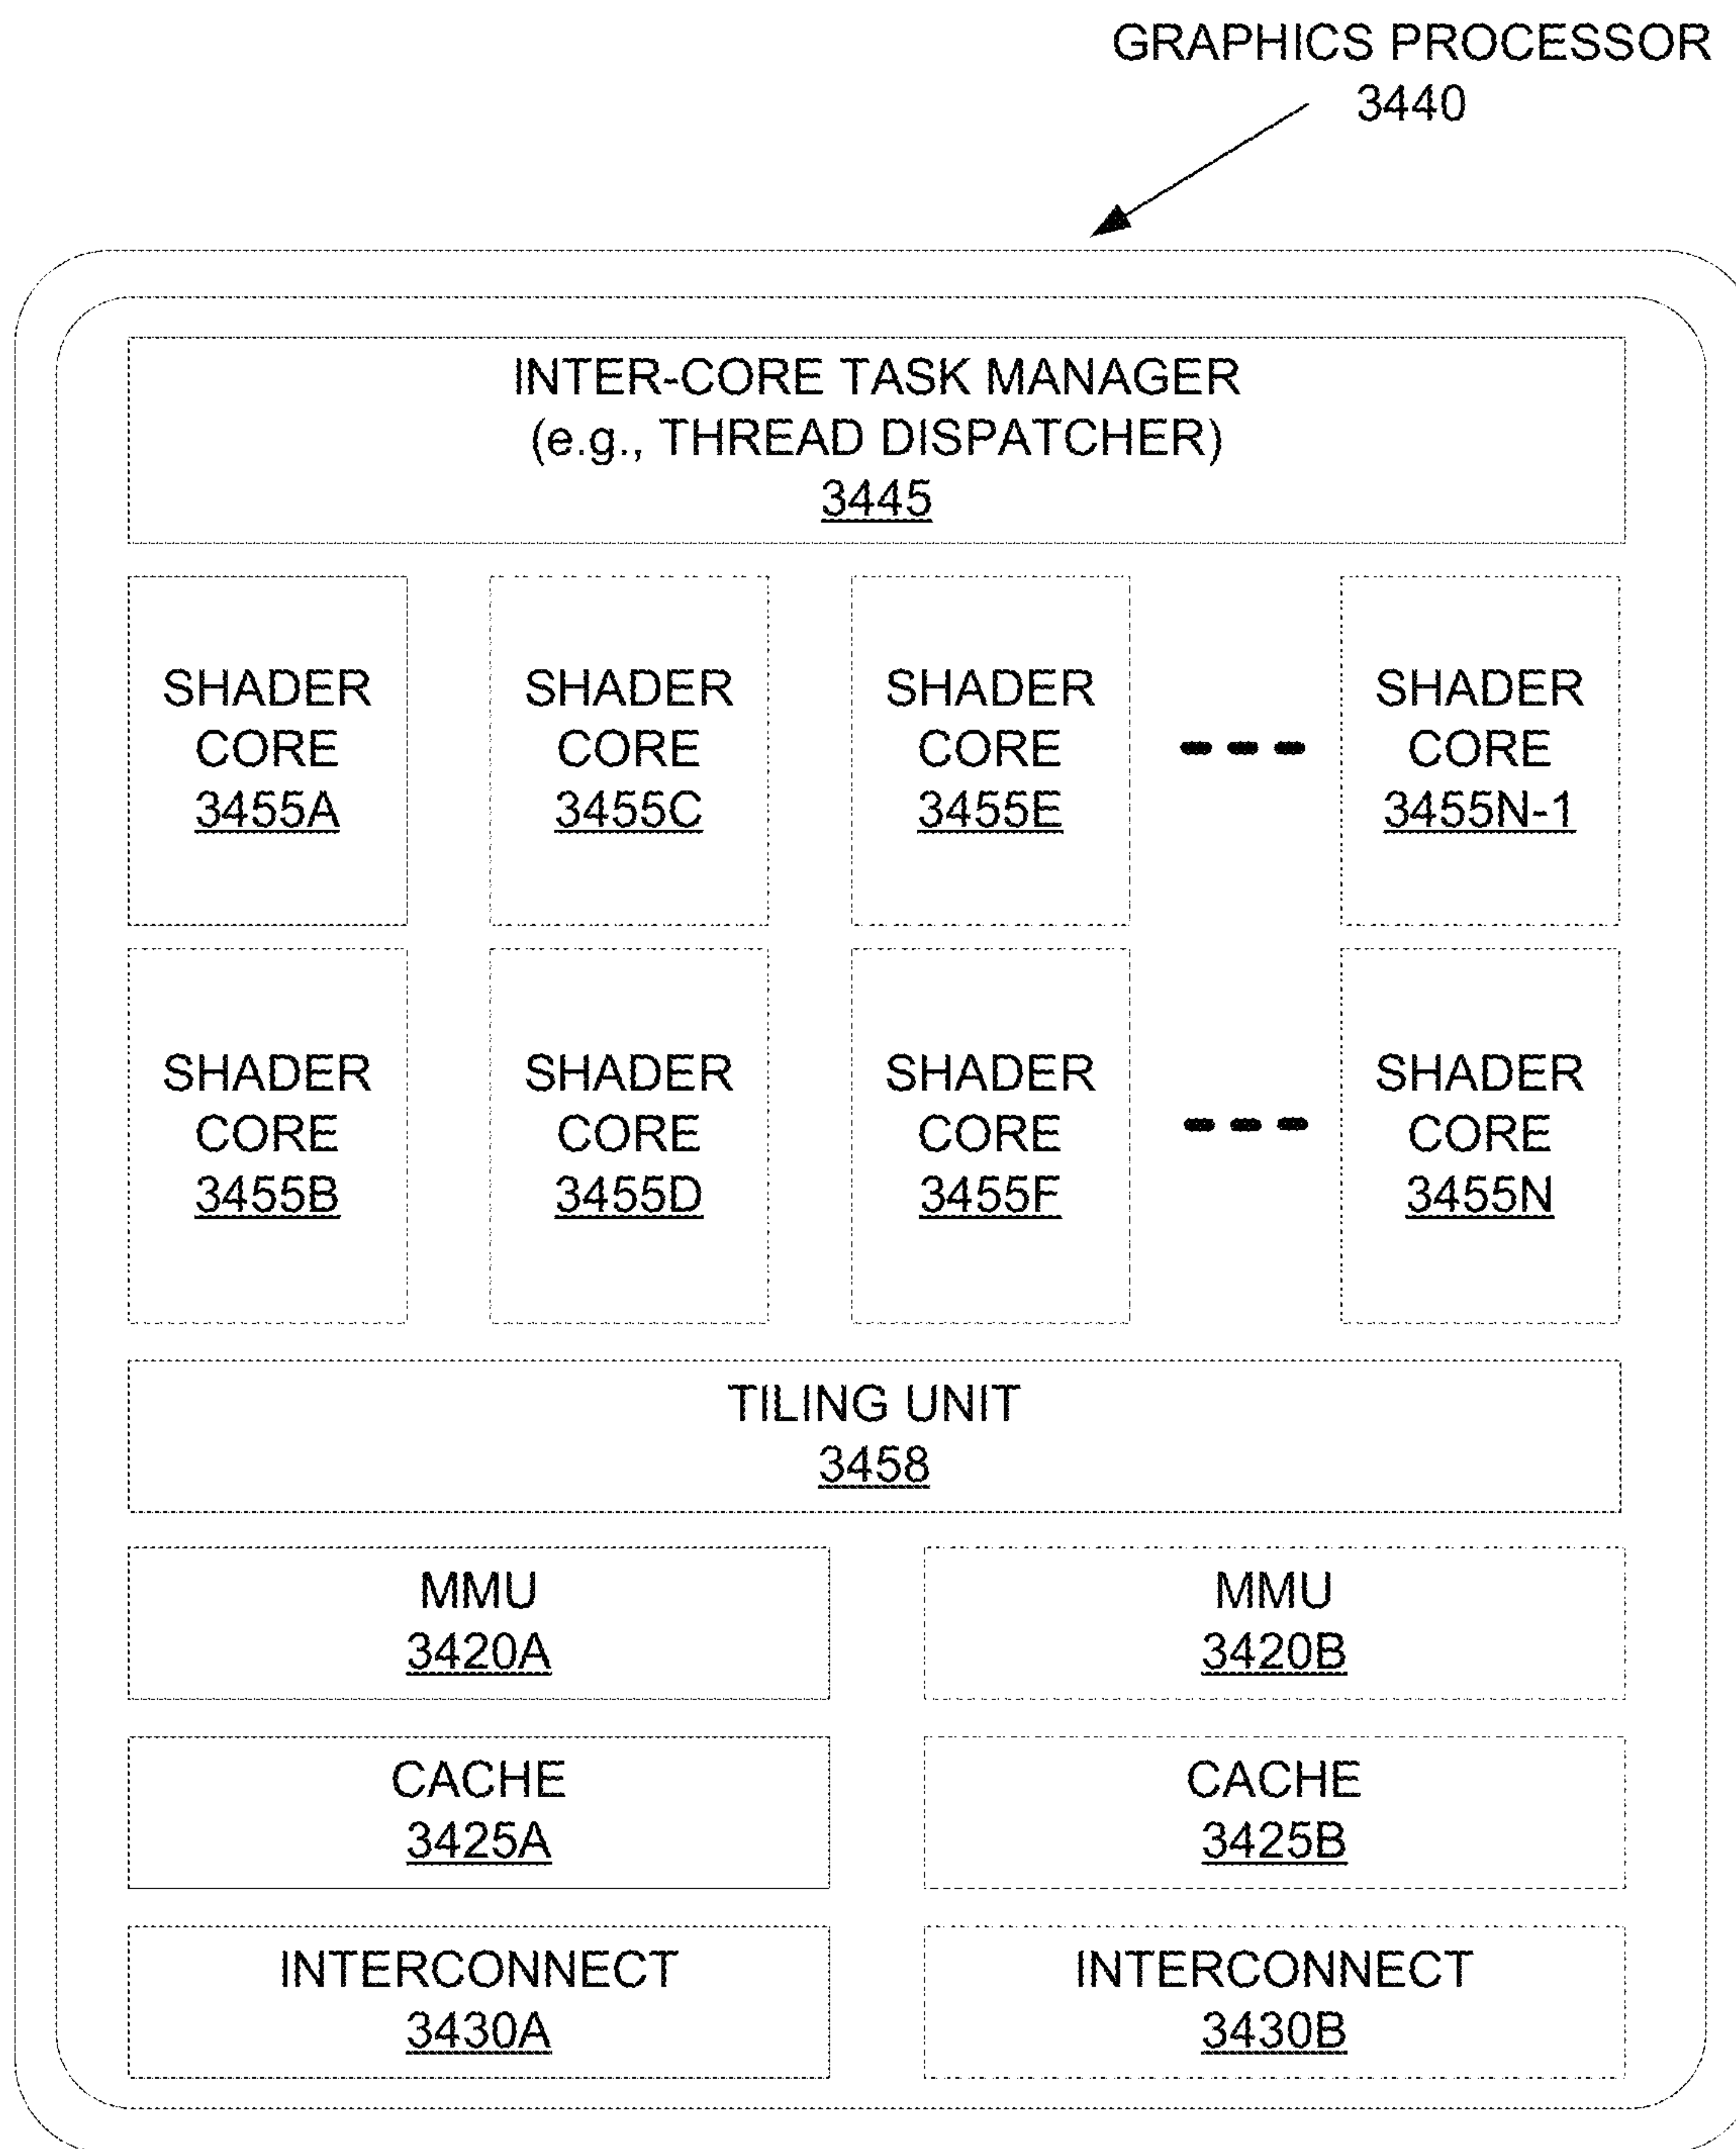 GRAPHICS PROCESSOR
3440
INTER-CORE TASK MANAGER
(e.g., THREAD DISPATCHER)
3445
SHADER
CORE
3455A
SHADER
CORE
3455C
SHADER
CORE
3455E
SHADER
CORE
3455N-1
SHADER
CORE
3455B
SHADER
CORE
3455D
SHADER
CORE
3455F
SHADER
CORE
3455N
TILING UNIT
3458
MMU
3420A
MMU
3420B
CACHE
3425A
CACHE
3425B
INTERCONNECT
3430A
INTERCONNECT
3430B